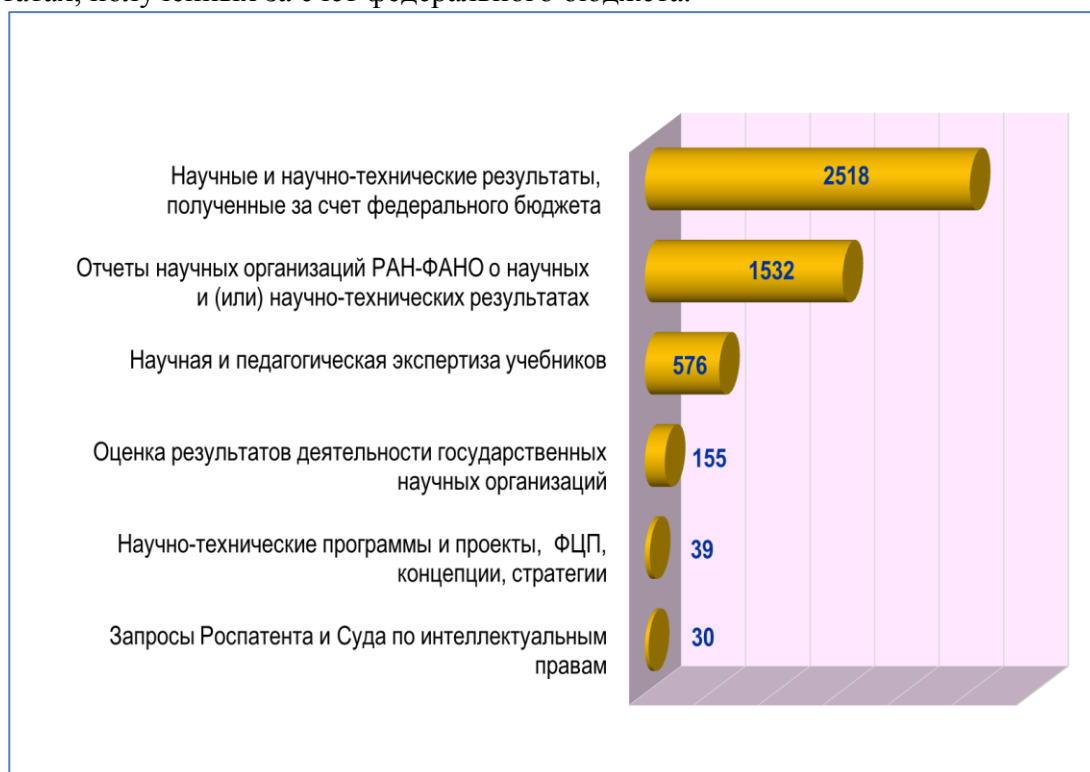 Научные и научно-технические результаты,
полученные за счет федерального бюджета
2518
Отчеты научных организаций РАН-ФАНО о научных
и (или) научно-технических результатах
1532
Научная и педагогическая экспертиза учебников
576
Оценка результатов деятельности государственных
научных организаций
155
Научно-технические программы и проекты, ФЦП,
концепции, стратегии
39
Запросы Роспатента и Суда по интеллектуальным
правам
30